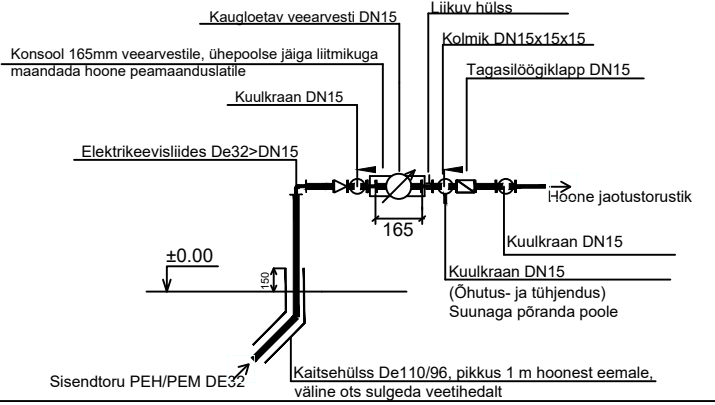 Kaugloetav veearvesti DN15
Liikuv hülss
Kolmik DN15x15x15
Konsool 165mm veearvestile, ühepoolse jäiga liitmikuga
maandada hoone peamaanduslatile
Tagasilöögiklapp DN15
Kuulkraan DN15
Elektrikeevisliides De32>DN15
Hoone jaotustorustik
165
Kuulkraan DN15
±0.00
150
Kuulkraan DN15
(Õhutus- ja tühjendus)
Suunaga põranda poole
Sisendtoru PEH/PEM DE32
Kaitsehülss De110/96, pikkus 1 m hoonest eemale,
väline ots sulgeda veetihedalt